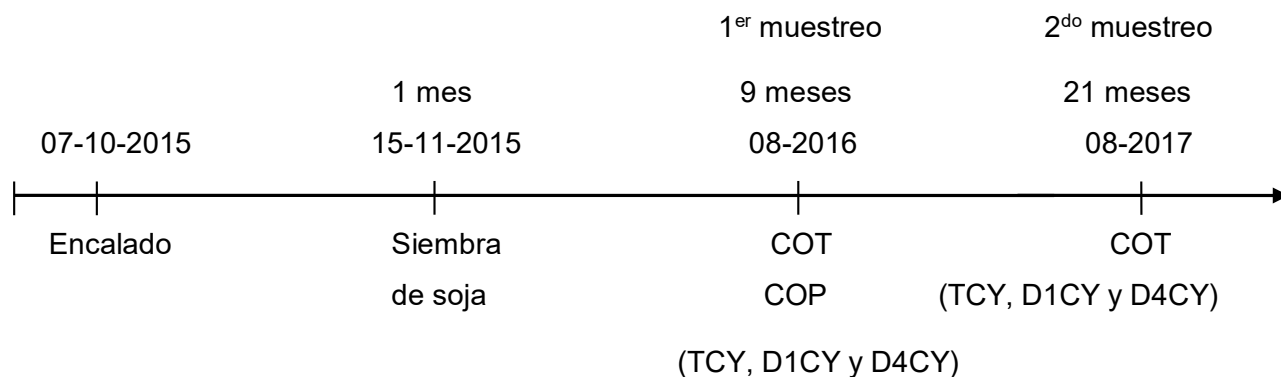 1er muestreo
2do muestreo
1 mes
9 meses
21 meses
07-10-2015
15-11-2015
08-2016
08-2017
Encalado
Siembra
de soja
COT
COP
(TCY, D1CY y D4CY)
COT
(TCY, D1CY y D4CY)